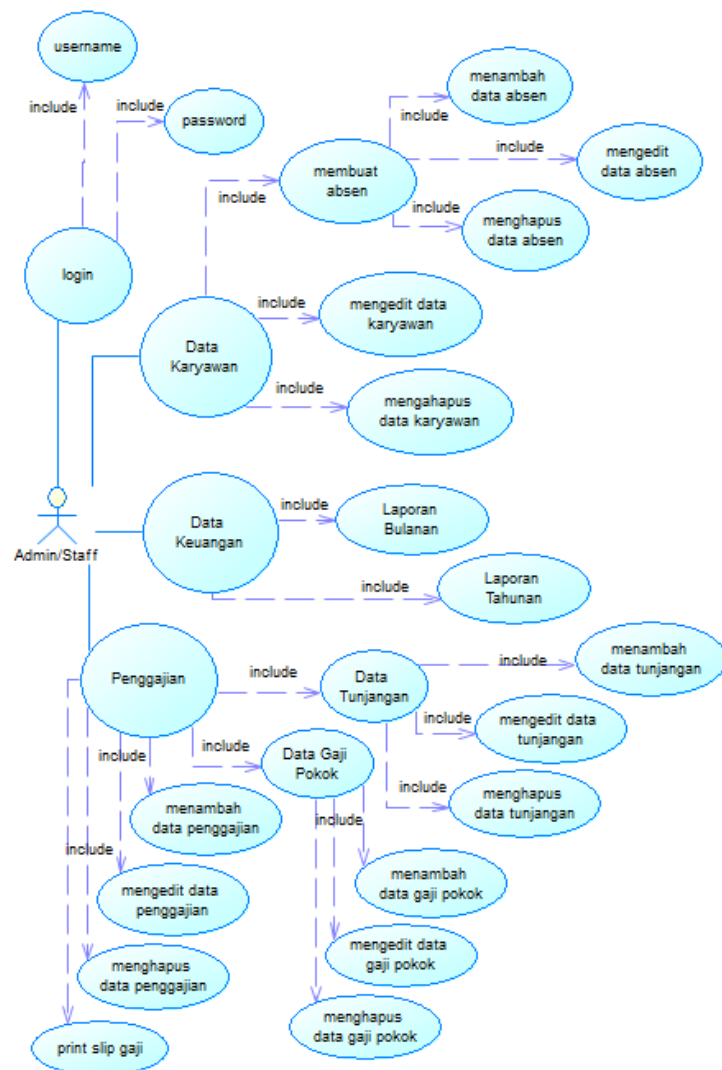 username
include
include
password
menambah
data absen
include
include
mengedit
data absen
membuat
absen
include
include
menghapus
data absen
login
include
mengedit data
karyawan
Data
Karyawan
include
mengahapus
data karyawan
include
Laporan
Bulanan
Data
Keuangan
Admin/Staff
include
Laporan
Tahunan
menambah
data tunjangan
include
Penggajian
include
Data
Tunjangan
include
mengedit data
tunjangan
include
Data Gaji
Pokok
include
include
menghapus
data tunjangan
menambah
data penggajian
include
include
menambah
data gaji pokok
mengedit data
penggajian
mengedit data
gaji pokok
menghapus
data penggajian
menghapus
data gaji pokok
print slip gaji